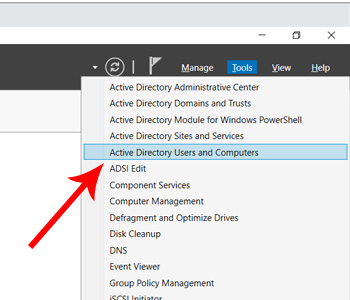 Manage Tools View Help
Active Directory Administrative Center
Active Directory Domains and Trusts
Active Directory Module for Windows PowerShell
Active Directory Sites and Services
Active Directory Users and Computers
ADSI Edit
Component Services
Computer Management
Defragment and Optimize Drives
Disk Cleanup
DNS
Event Viewer
Group Policy Management
iSCSI Initiator